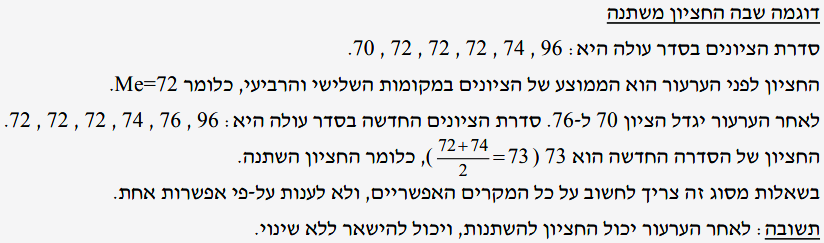 דוגמה שבה החציון משתנה
סדרת הציונים בסדר עולה היא: 70 , 72 , 72 , 72 , 74 , 96.
החציון לפני הערעור הוא הממוצע של הציונים במקומות השלישי והרביעי, כלומר Me=72.
לאחר הערעור יגדל הציון 70 ל-76. סדרת הציונים החדשה בסדר עולה היא: 72 , 72 , 72 , 74 , 76 , 96.
החציון של הסדרה החדשה הוא 73 (73 = \frac{72+74}{2}), כלומר החציון השתנה.
בשאלות מסוג זה צריך לחשוב על כל המקרים האפשריים, ולא לענות על-פי אפשרות אחת.
תשובה: לאחר הערעור יכול החציון להשתנות, ויכול להישאר ללא שינוי.